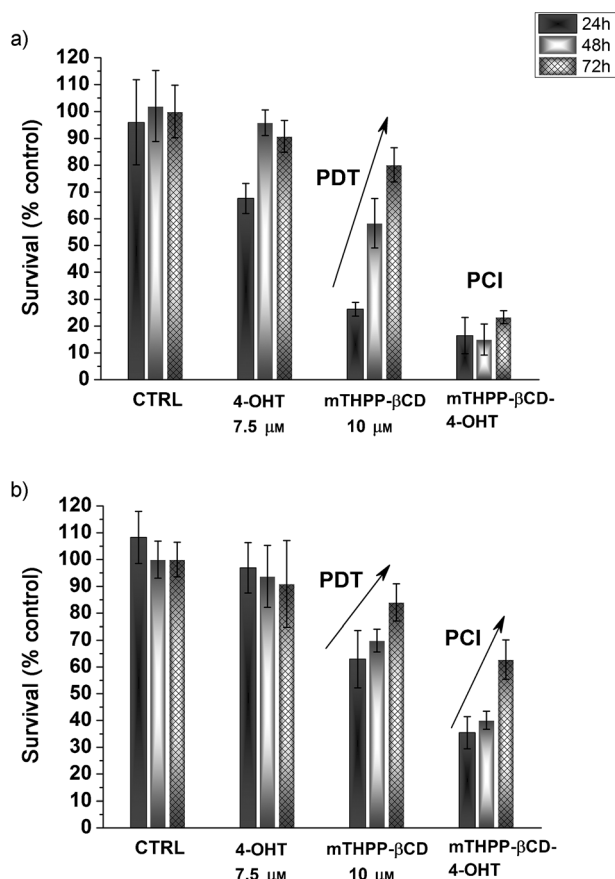 24h
48h
72h
a)
120
110
100
90
80
70
60
50
40
30
20
10
0
Survival (% control)
PDT
PCI
CTRL
4-OHT
7.5 μM
mTHPP-βCD
10 μM
mTHPP-βCD-
4-OHT
b)
120
110
100
90
80
70
60
50
40
30
20
10
0
Survival (% control)
PDT
PCI
CTRL
4-OHT
7.5 μM
mTHPP-βCD
10 μM
mTHPP-βCD-
4-OHT